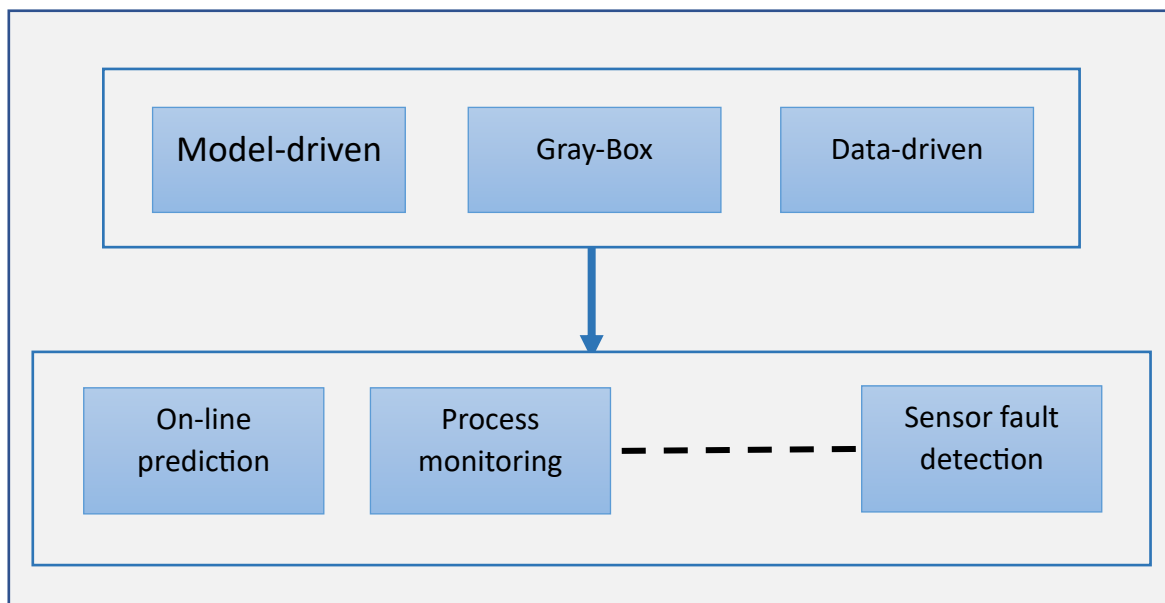 Model-driven
Gray-Box
Data-driven
On-line
prediction
Process
monitoring
Sensor fault
detection